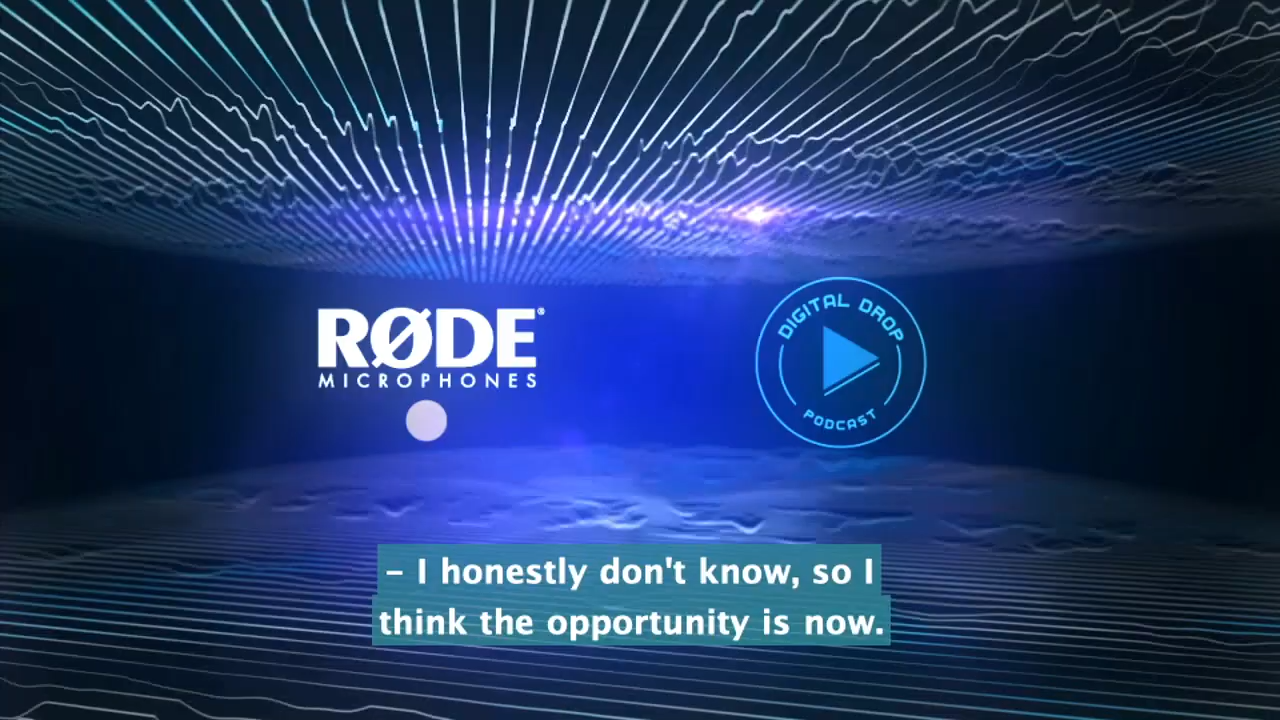 RØDE®
MICROPHONES
DIGITAL DROP
PODCAST
– I honestly don't know, so I
think the opportunity is now.